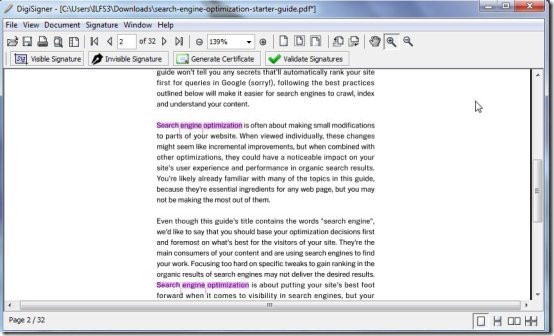 DigiSigner - [C:\Users\ILFS3\Downloads\search-engine-optimization-starter-guide.pdf*]
File View Document Signature Window Help
2 of 32 139%
Visible Signature Invisible Signature Generate Certificate Validate Signatures
guide won't tell you any secrets that'll automatically rank your site
first for queries in Google (sorry!), following the best practices
outlined below will make it easier for search engines to crawl, index
and understand your content.
Search engine optimization is often about making small modifications
to parts of your website. When viewed individually, these changes
might seem like incremental improvements, but when combined with
other optimizations, they could have a noticeable impact on your
site's user experience and performance in organic search results.
You're likely already familiar with many of the topics in this guide,
because they're essential ingredients for any web page, but you may
not be making the most out of them.
Even though this guide's title contains the words "search engine",
we'd like to say that you should base your optimization decisions first
and foremost on what's best for the visitors of your site. They're the
main consumers of your content and are using search engines to find
your work. Focusing too hard on specific tweaks to gain ranking in the
organic results of search engines may not deliver the desired results.
Search engine optimization is about putting your site's best foot
forward when it comes to visibility in search engines, but your
Page 2 / 32